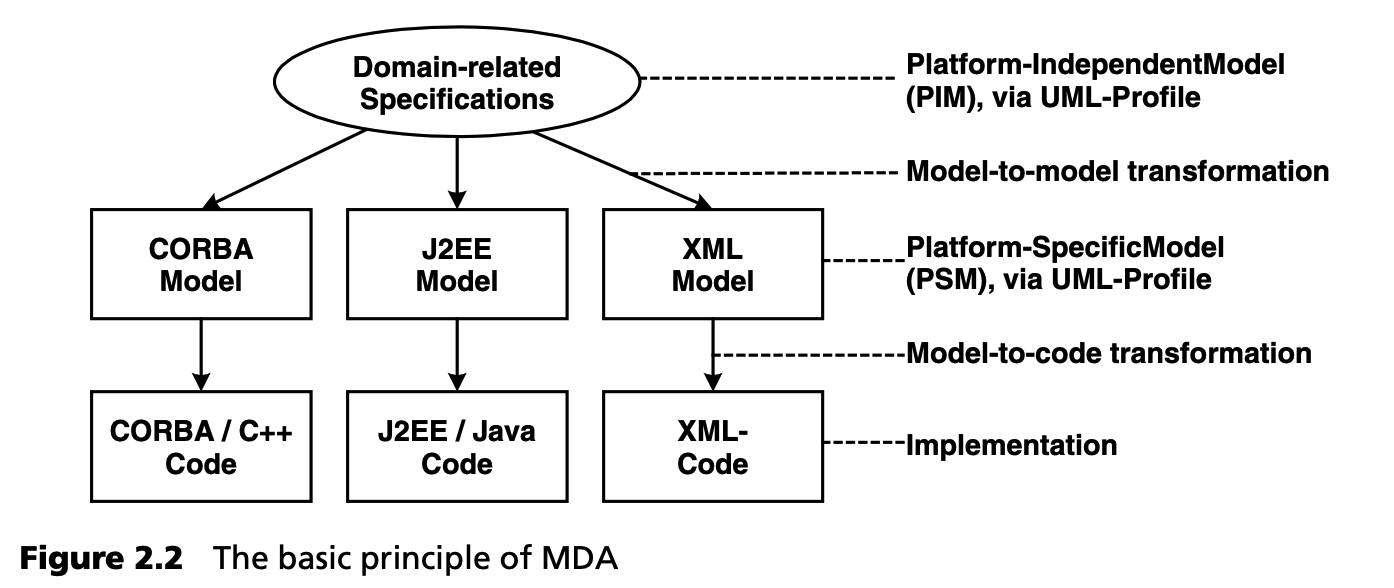 Domain-related
Specifications
Platform-IndependentModel
(PIM), via UML-Profile
Model-to-model transformation
CORBA
Model
J2EE
Model
XML
Model
Platform-SpecificModel
(PSM), via UML-Profile
Model-to-code transformation
CORBA / C++
Code
J2EE / Java
Code
XML-
Code
Implementation
Figure 2.2 The basic principle of MDA